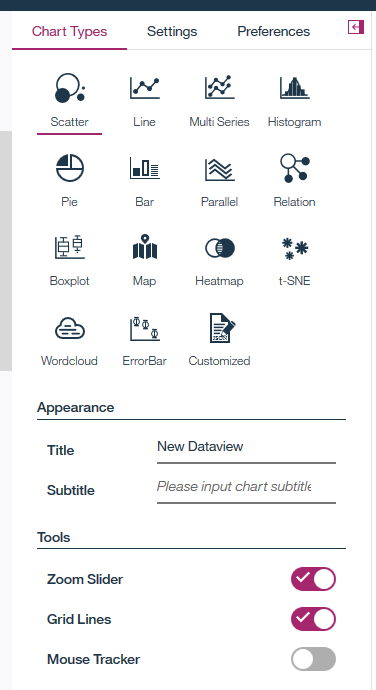 Chart Types Settings Preferences
Scatter Line Multi Series Histogram
Pie Bar Parallel Relation
Boxplot Map Heatmap t-SNE
JSON
Wordcloud ErrorBar Customized
Appearance
Title New Dataview
Subtitle Please input chart subtitle
Tools
Zoom Slider
Grid Lines
Mouse Tracker